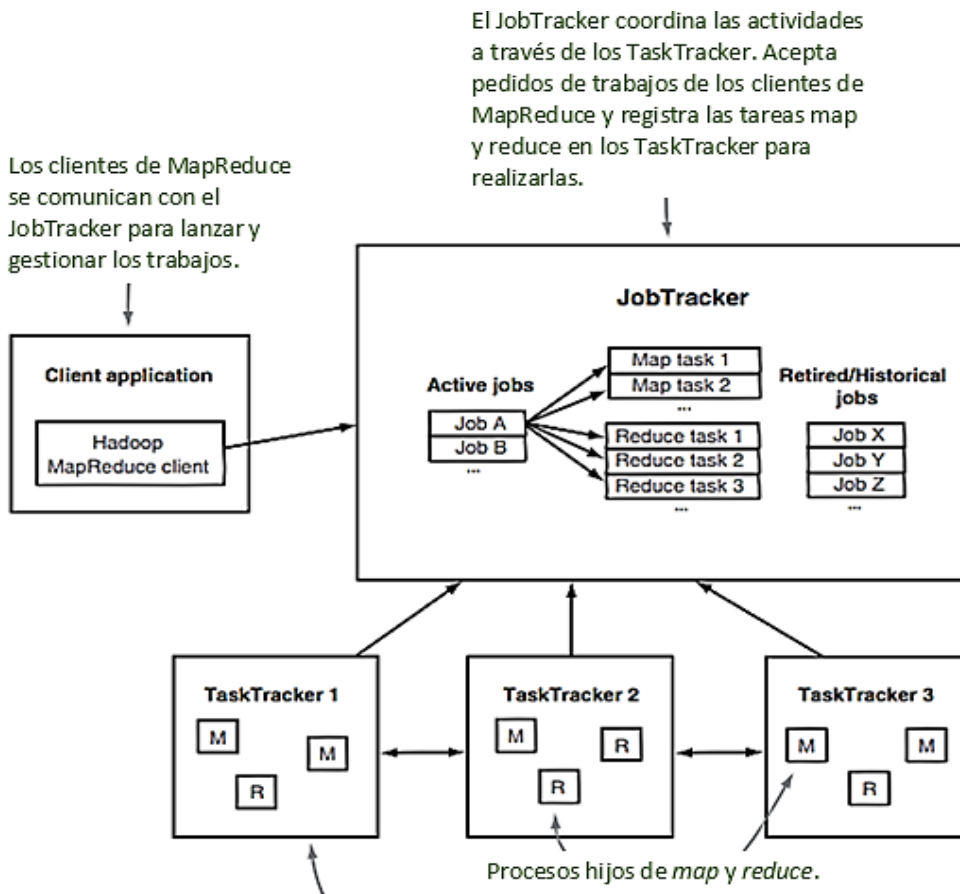 El JobTracker coordina las actividades
a través de los TaskTracker. Acepta
pedidos de trabajos de los clientes de
MapReduce y registra las tareas map
y reduce en los TaskTracker para
realizarlas.
Los clientes de MapReduce
se comunican con el
JobTracker para lanzar y
gestionar los trabajos.
JobTracker
Client application
Hadoop
MapReduce client
Active jobs
Job A
Job B
...
Map task 1
Map task 2
...
Reduce task 1
Reduce task 2
Reduce task 3
...
Retired/Historical
jobs
Job X
Job Y
Job Z
...
TaskTracker 1
M
M
R
TaskTracker 2
M
R
R
TaskTracker 3
M
M
R
Procesos hijos de map y reduce.